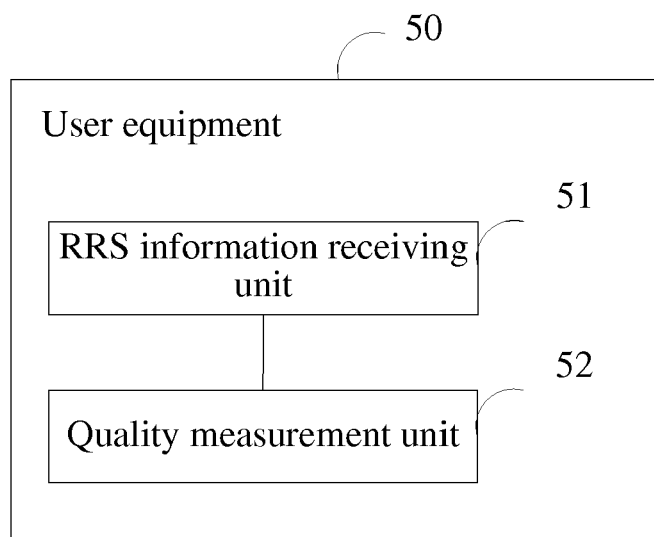 50
User equipment
51
RRS information receiving
unit
52
Quality measurement unit